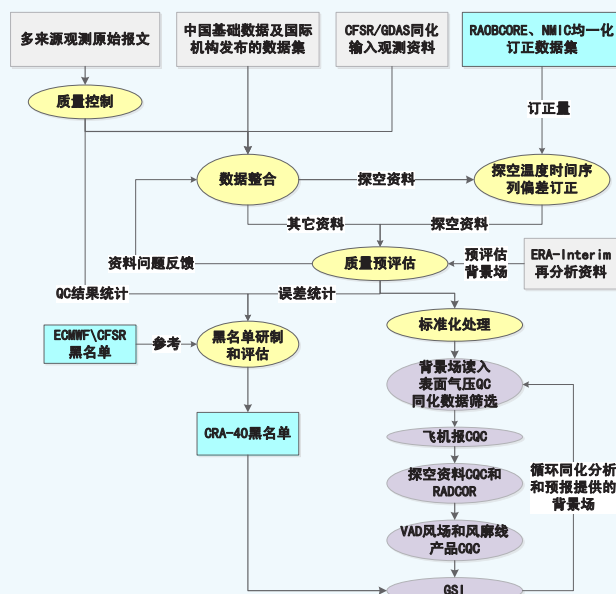 多来源观测原始报文
中国基础数据及国际
机构发布的数据集
CFSR/GDAS同化
输入观测资料
RAOBCORE、NMIC均一化
订正数据集
质量控制
订正量
数据整合
探空资料
探空温度时间序
列偏差订正
其它资料
探空资料
资料问题反馈
质量预评估
预评估
背景场
ERA-Interim
再分析资料
QC结果统计
误差统计
ECMWF\CFSR
黑名单
参考
黑名单研制
和评估
标准化处理
背景场读入
表面气压QC
同化数据筛选
CRA-40黑名单
飞机报CQC
探空资料CQC和
RADCOR
循环同化分析
和预报提供的
背景场
VAD风场和风廓线
产品CQC
GSI